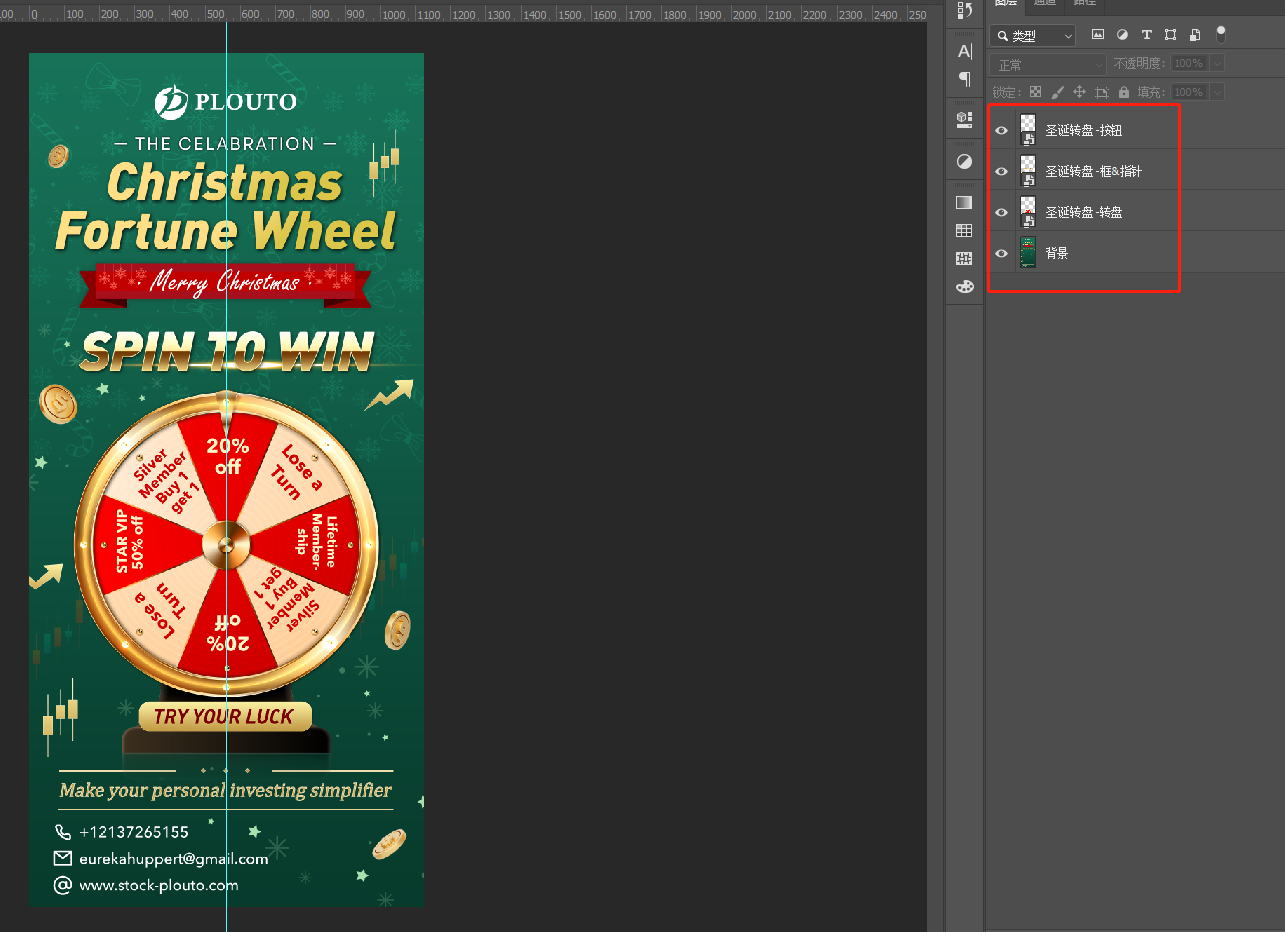 00 0 100 200 300 400 500 600 700 800 900 1000 1100 1200 1300 1400 1500 1600 1700 1800 1900 2000 2100 2200 2300 2400 250
PLOUTO
— THE CELABRATION —
Christmas
Fortune Wheel
Merry Christmas
SPIN TO WIN
20%
off
Lose a
Turn
Lifetime
Member-
ship
Silver
Member
Buy 1
get 1
20%
off
Lose a
Turn
STAR VIP
50% off
Silver
Member
Buy 1
get 1
TRY YOUR LUCK
Make your personal investing simplifier
+12137265155
eurekahuppert@gmail.com
www.stock-plouto.com
图层 通道 路径
类型
正常 不透明度: 100%
锁定: 填充: 100%
圣诞转盘-按钮
圣诞转盘-框&指针
圣诞转盘-转盘
背景